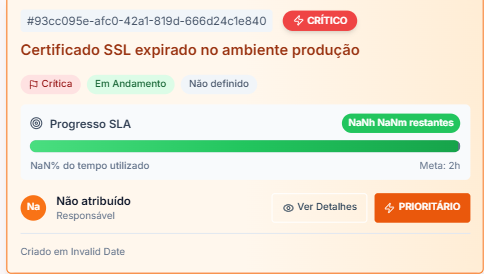 #93cc095e-afc0-42a1-819d-666d24c1e840 CRÍTICO
Certificado SSL expirado no ambiente produção
Crítica Em Andamento Não definido
Progresso SLA NaNh NaNm restantes
NaN% do tempo utilizado Meta: 2h
Na Não atribuído
Responsável
Ver Detalhes PRIORITÁRIO
Criado em Invalid Date